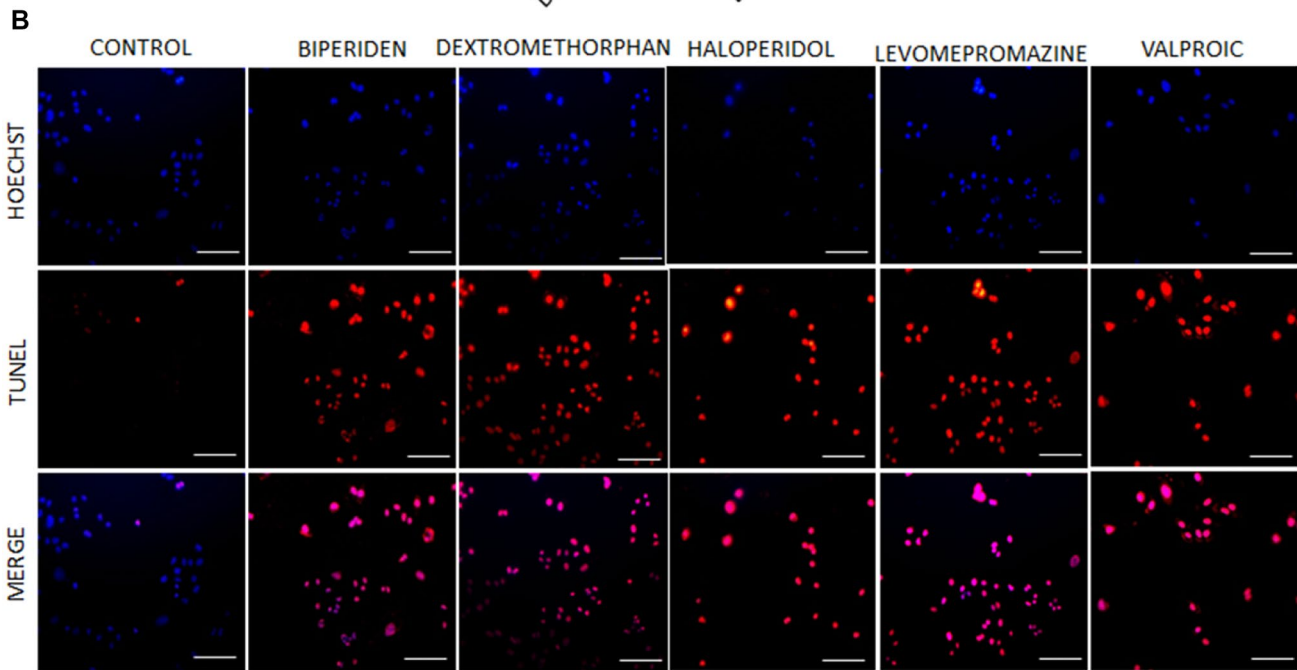 B
CONTROL BIPERIDEN DEXTROMETHORPHAN HALOPERIDOL LEVOMEPROMAZINE VALPROIC
HOECHST
TUNEL
MERGE